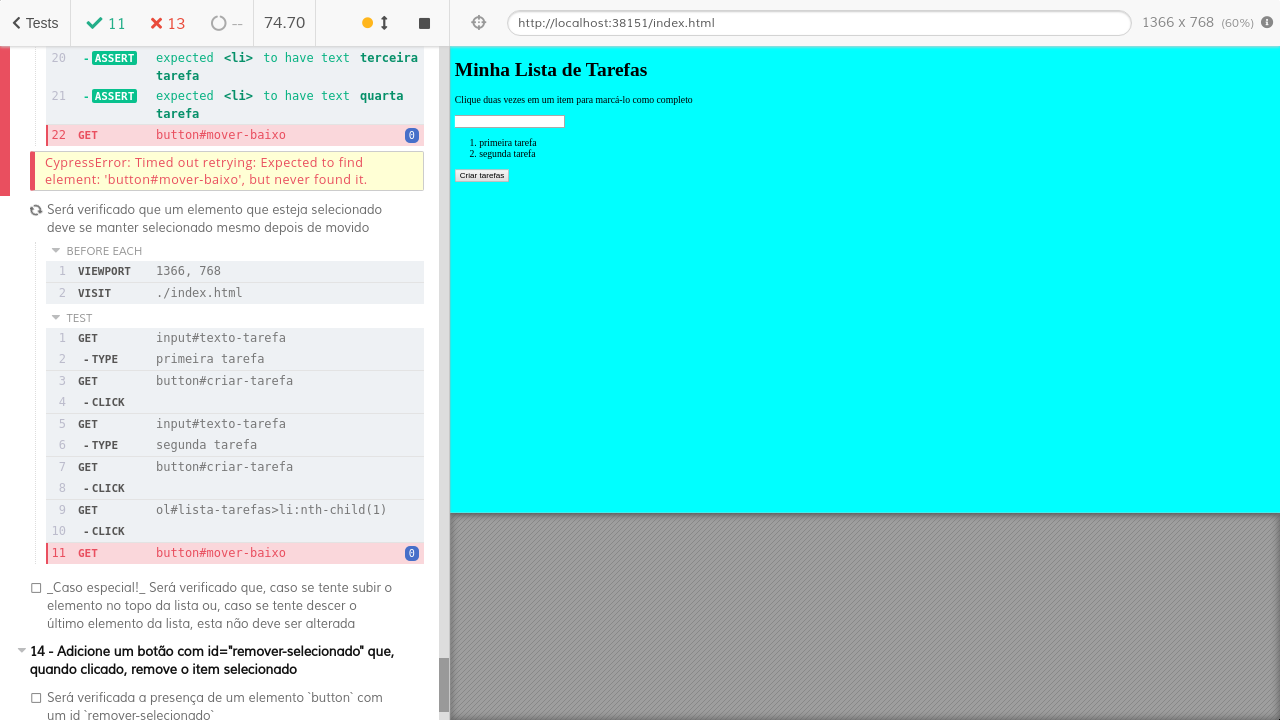 Tests 11 13 -- 74.70 http://localhost:38151/index.html 1366 x 768 (60%)
20 - ASSERT expected <li> to have text terceira
tarefa
21 - ASSERT expected <li> to have text quarta
tarefa
22 GET button#mover-baixo 0
CypressError: Timed out retrying: Expected to find
element: 'button#mover-baixo', but never found it.
Será verificado que um elemento que esteja selecionado
deve se manter selecionado mesmo depois de movido
BEFORE EACH
1 VIEWPORT 1366, 768
2 VISIT ./index.html
TEST
1 GET input#texto-tarefa
2 - TYPE primeira tarefa
3 GET button#criar-tarefa
4 - CLICK
5 GET input#texto-tarefa
6 - TYPE segunda tarefa
7 GET button#criar-tarefa
8 - CLICK
9 GET ol#lista-tarefas>li:nth-child(1)
10 - CLICK
11 GET button#mover-baixo 0
_Caso especial!_ Será verificado que, caso se tente subir o
elemento no topo da lista ou, caso se tente descer o
último elemento da lista, esta não deve ser alterada
14 - Adicione um botão com id="remover-selecionado" que,
quando clicado, remove o item selecionado
Será verificada a presença de um elemento `button` com
um id `remover-selecionado`
Minha Lista de Tarefas
Clique duas vezes em um item para marcá-lo como completo
1. primeira tarefa
2. segunda tarefa
Criar tarefas